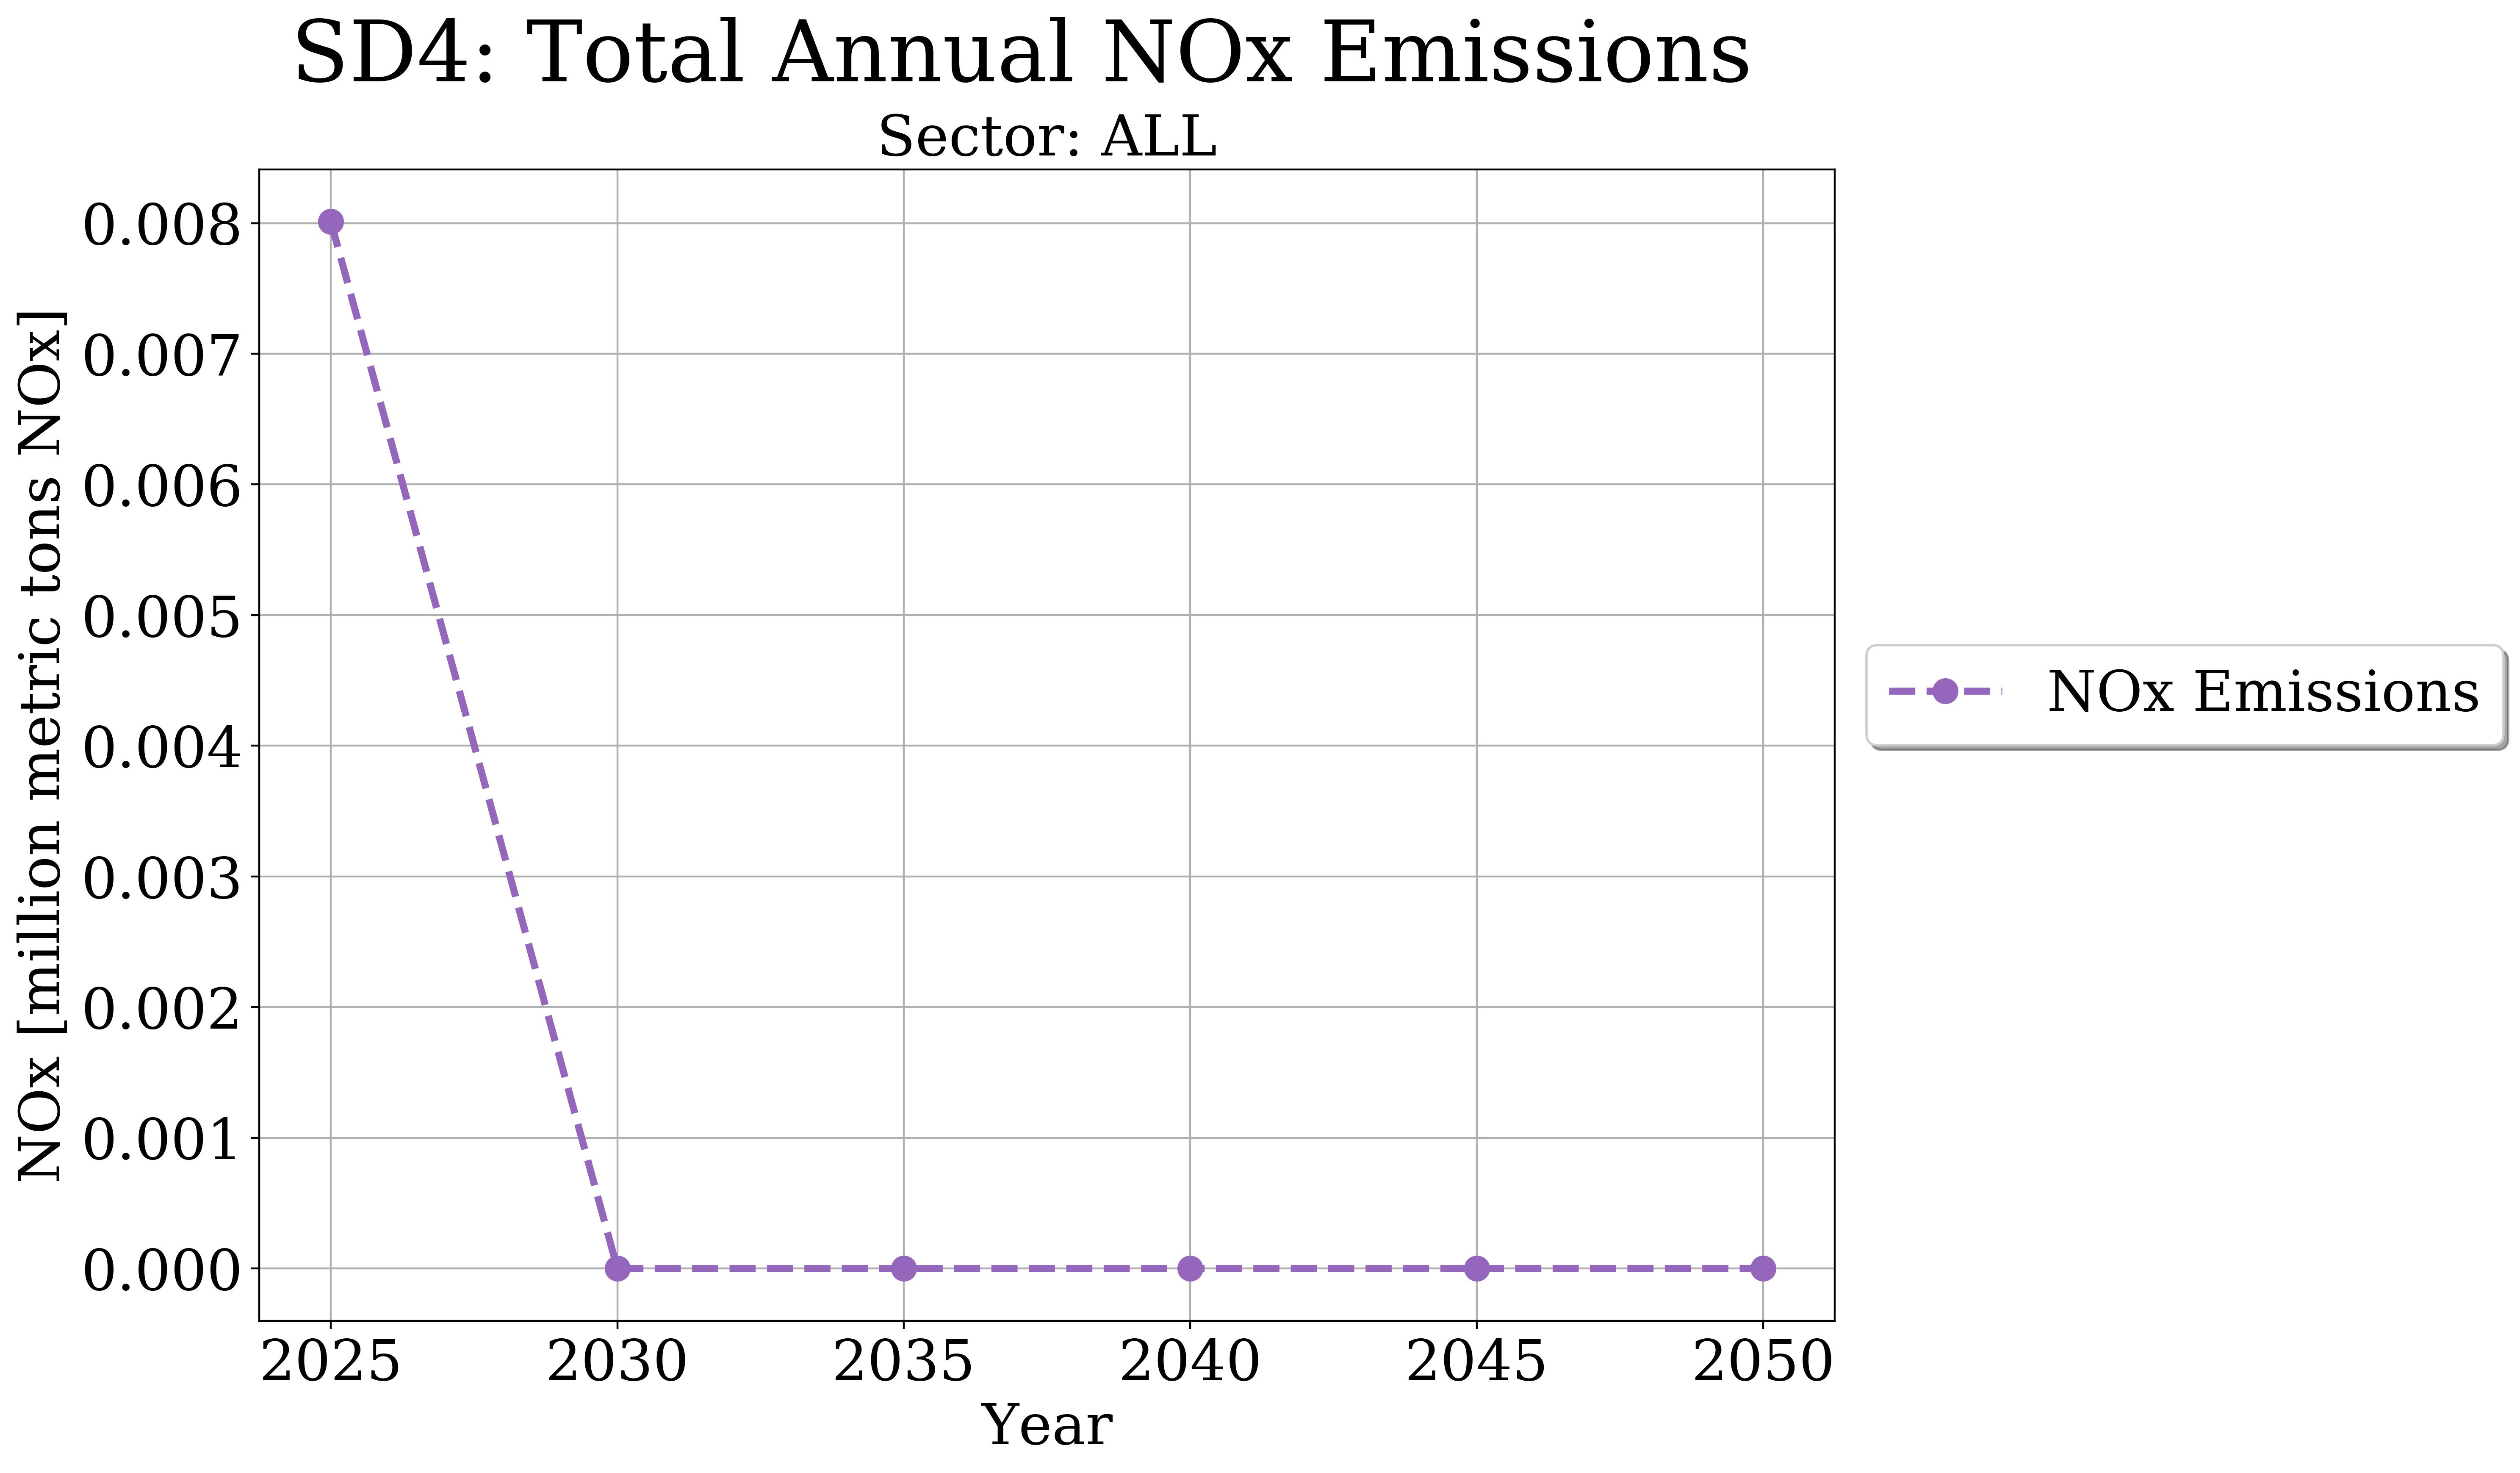 SD4: Total Annual NOx Emissions
Sector: ALL
NOx [million metric tons NOx]
0.008
0.007
0.006
0.005
0.004
0.003
0.002
0.001
0.000
2025 2030 2035 2040 2045 2050
Year
NOx Emissions